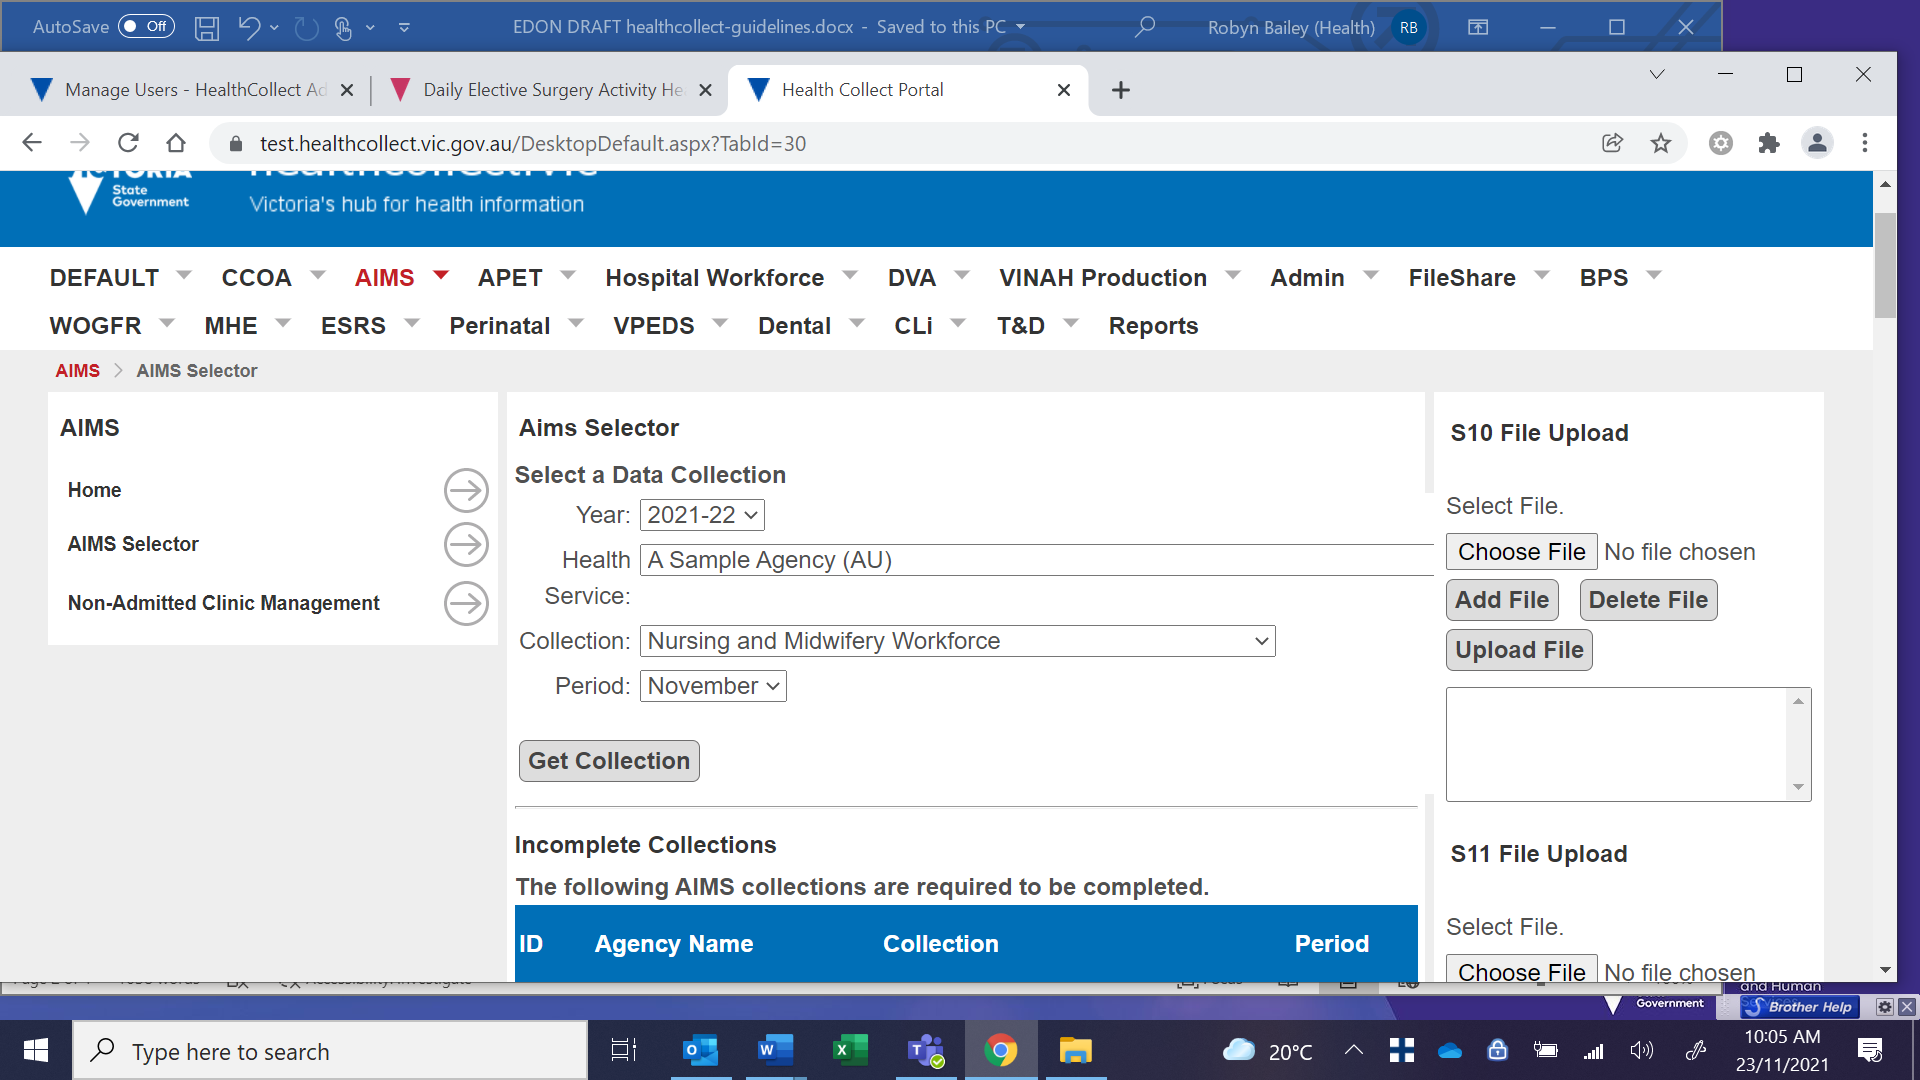 AutoSave Off EDON DRAFT healthcollect-guidelines.docx - Saved to this PC Robyn Bailey (Health) RB
Manage Users - HealthCollect Ad Daily Elective Surgery Activity He Health Collect Portal
test.healthcollect.vic.gov.au/DesktopDefault.aspx?TabId=30
State
Government
Victoria's hub for health information
DEFAULT CCOA AIMS APET Hospital Workforce DVA VINAH Production Admin FileShare BPS
WOGFR MHE ESRS Perinatal VPEDS Dental CLi T&D Reports
AIMS AIMS Selector
AIMS
Home
AIMS Selector
Non-Admitted Clinic Management
Aims Selector
Select a Data Collection
Year: 2021-22
Health Service: A Sample Agency (AU)
Collection: Nursing and Midwifery Workforce
Period: November
Get Collection
Incomplete Collections
The following AIMS collections are required to be completed.
ID Agency Name Collection Period
S10 File Upload
Select File.
Choose File No file chosen
Add File Delete File
Upload File
S11 File Upload
Select File.
Choose File No file chosen
and Human
Government
Brother Help
Type here to search
20°C
10:05 AM
23/11/2021